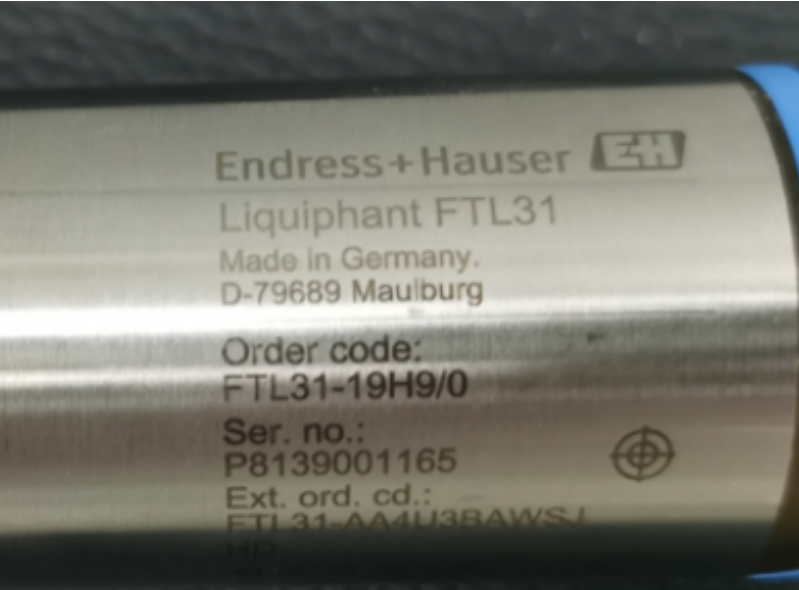 Endress+Hauser EH
Liquiphant FTL31
Made in Germany.
D-79689 Maulburg
Order code:
FTL31-19H9/0
Ser. no.:
P8139001165
Ext. ord. cd.: